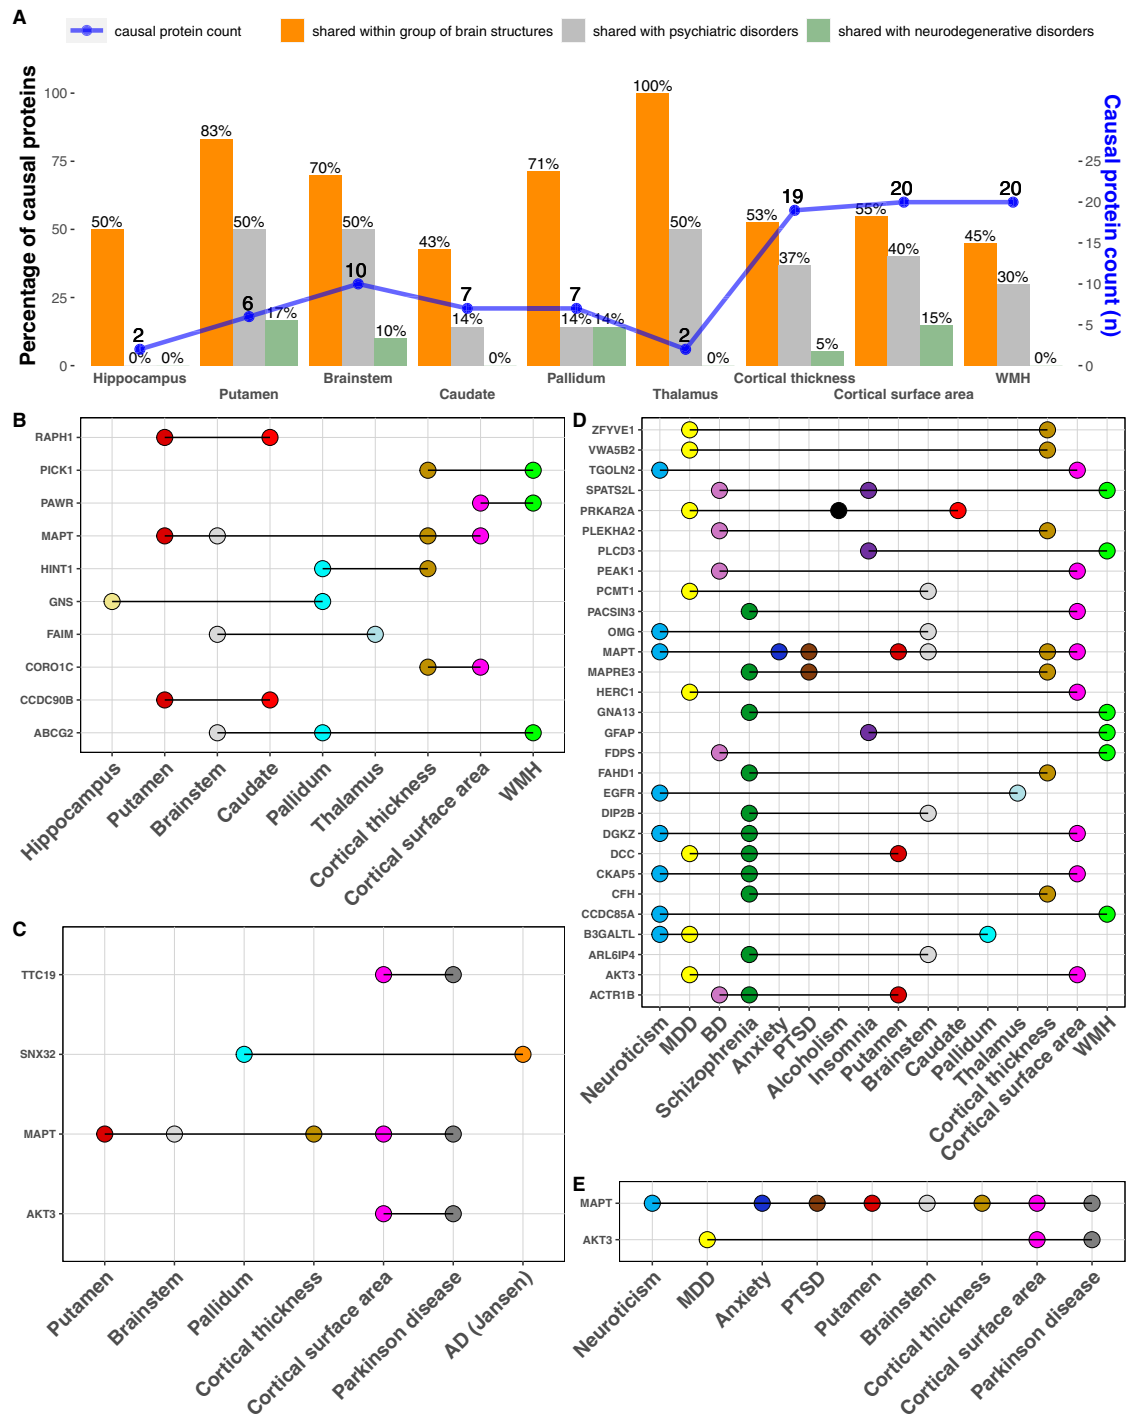 A
causal protein count
shared within group of brain structures
shared with psychiatric disorders
shared with neurodegenerative disorders
Percentage of causal proteins
Causal protein count (n)
100
75
50
25
0
25
20
15
10
5
0
50%
0%
0%
83%
50%
17%
70%
50%
10%
43%
14%
0%
71%
14%
14%
100%
50%
0%
53%
37%
5%
55%
40%
15%
45%
30%
0%
2
6
10
7
7
2
19
20
20
Hippocampus
Putamen
Brainstem
Caudate
Pallidum
Thalamus
Cortical thickness
Cortical surface area
WMH
B
RAPH1
PICK1
PAWR
MAPT
HINT1
GNS
FAIM
CORO1C
CCDC90B
ABCG2
Hippocampus
Putamen
Brainstem
Caudate
Pallidum
Thalamus
Cortical thickness
Cortical surface area
WMH
C
TTC19
SNX32
MAPT
AKT3
Putamen
Brainstem
Pallidum
Cortical thickness
Cortical surface area
Parkinson disease
AD (Jansen)
D
ZFYVE1
VWA5B2
TGOLN2
SPATS2L
PRKAR2A
PLEKHA2
PLCD3
PEAK1
PCMT1
PACSIN3
OMG
MAPT
MAPRE3
HERC1
GNA13
GFAP
FDPS
FAHD1
EGFR
DIP2B
DGKZ
DCC
CKAP5
CFH
CCDC85A
B3GALTL
ARL6IP4
AKT3
ACTR1B
Neuroticism
MDD
BD
Schizophrenia
Anxiety
PTSD
Alcoholism
Insomnia
Putamen
Brainstem
Caudate
Pallidum
Thalamus
Cortical thickness
Cortical surface area
WMH
E
MAPT
AKT3
Neuroticism
MDD
Anxiety
PTSD
Putamen
Brainstem
Cortical thickness
Cortical surface area
Parkinson disease